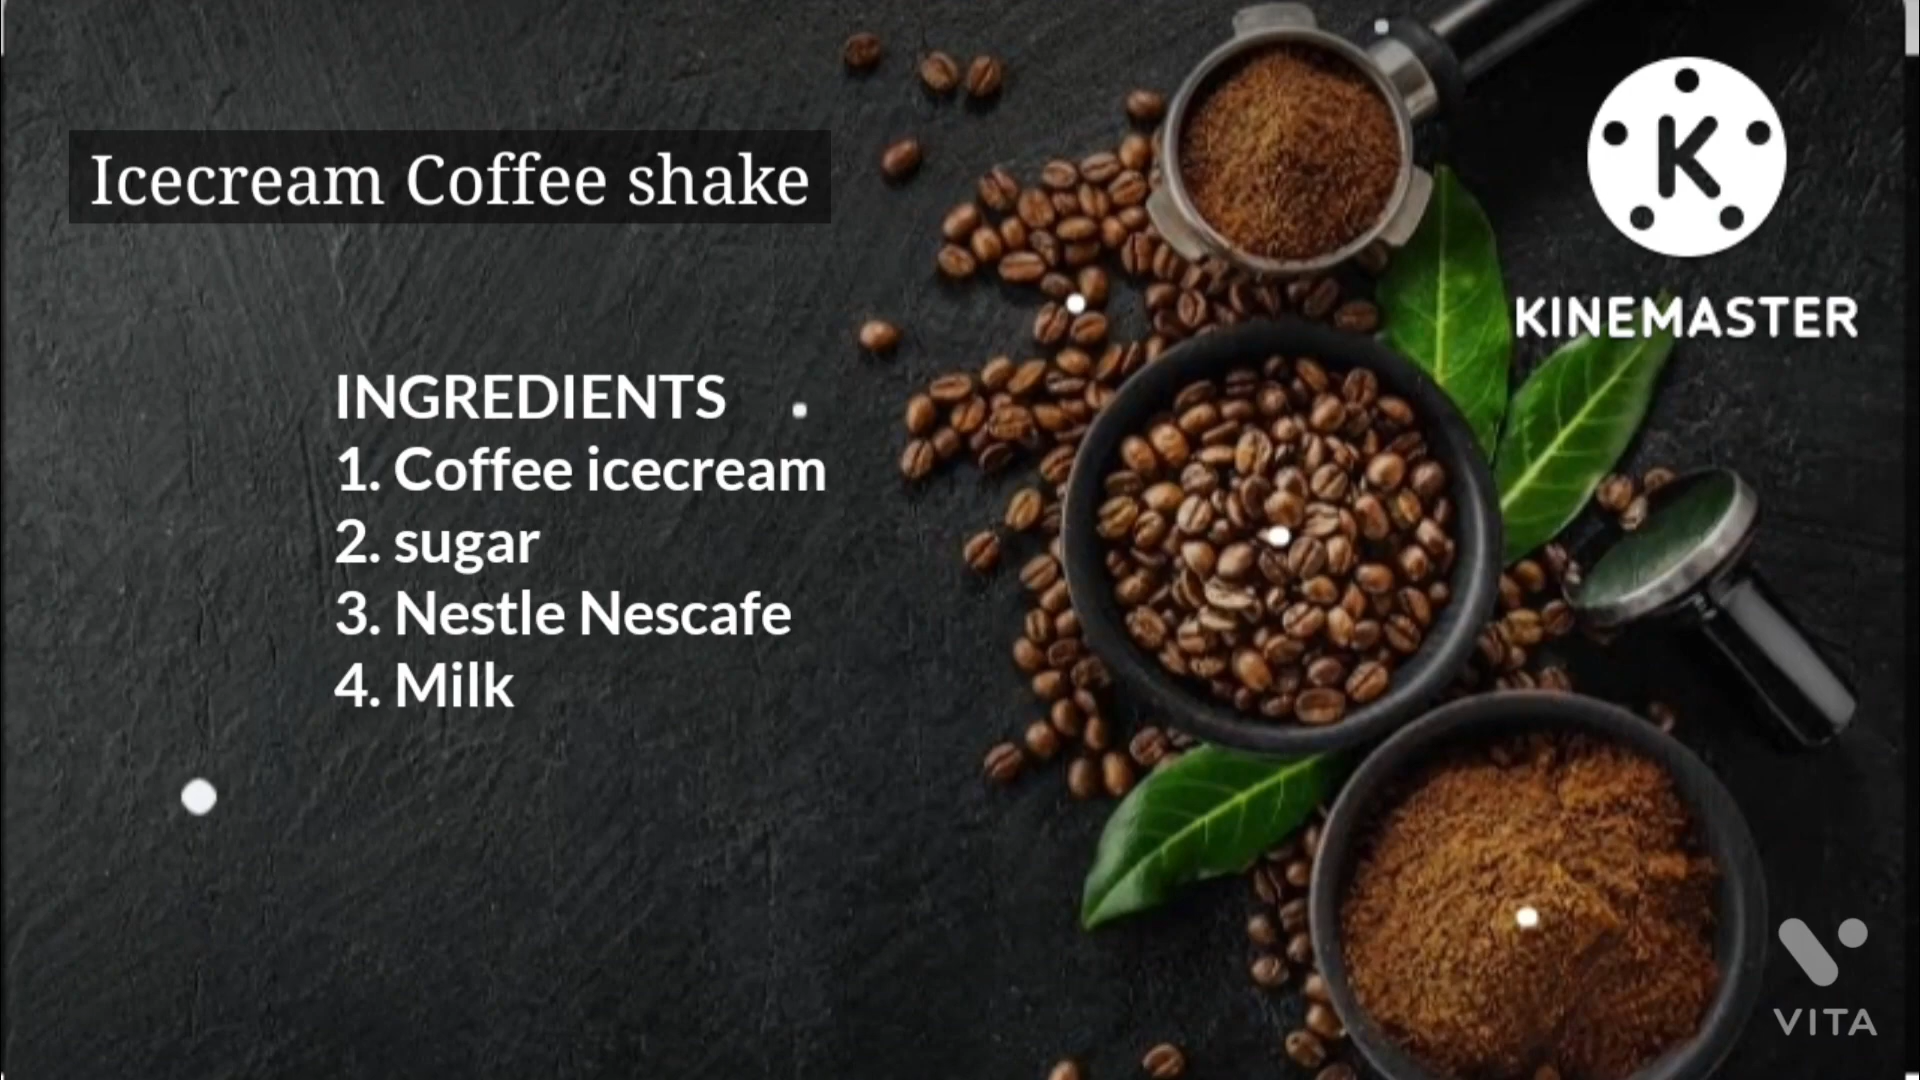 Icecream Coffee shake
K
KINEMASTER
INGREDIENTS
1. Coffee icecream
2. sugar
3. Nestle Nescafe
4. Milk
VITA